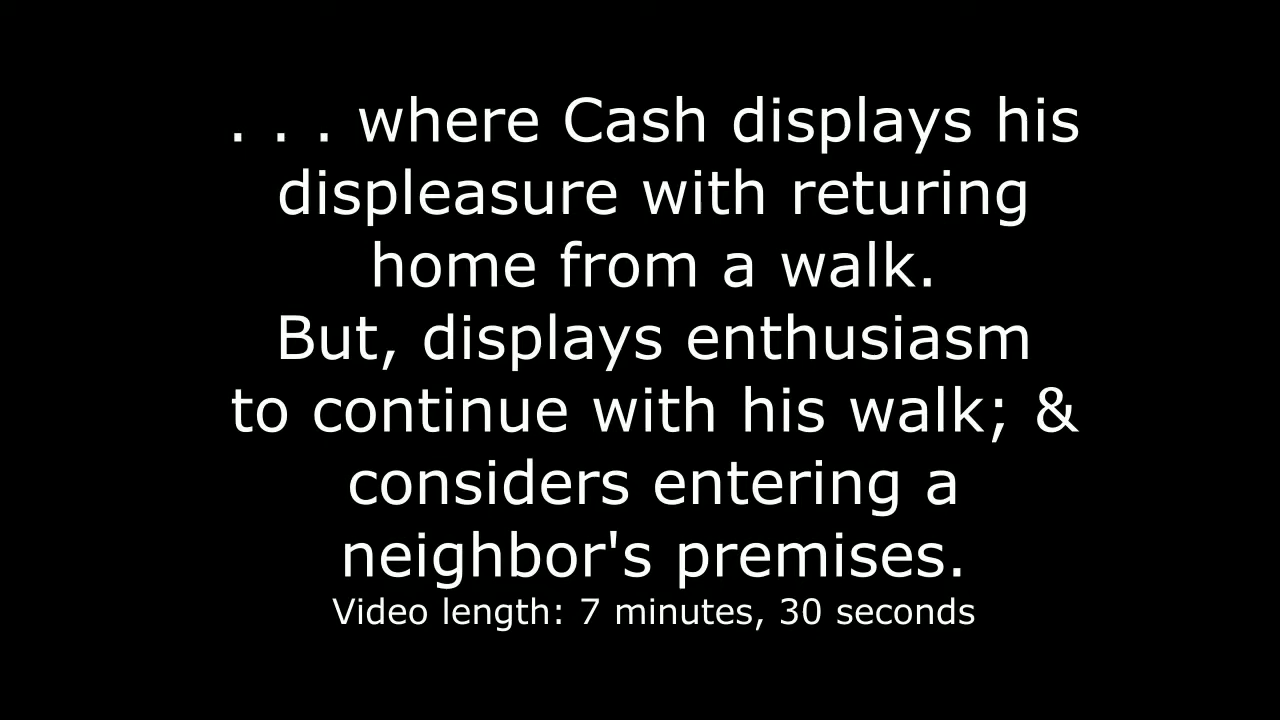 . . . where Cash displays his
displeasure with returing
home from a walk.
But, displays enthusiasm
to continue with his walk; &
considers entering a
neighbor's premises.
Video length: 7 minutes, 30 seconds